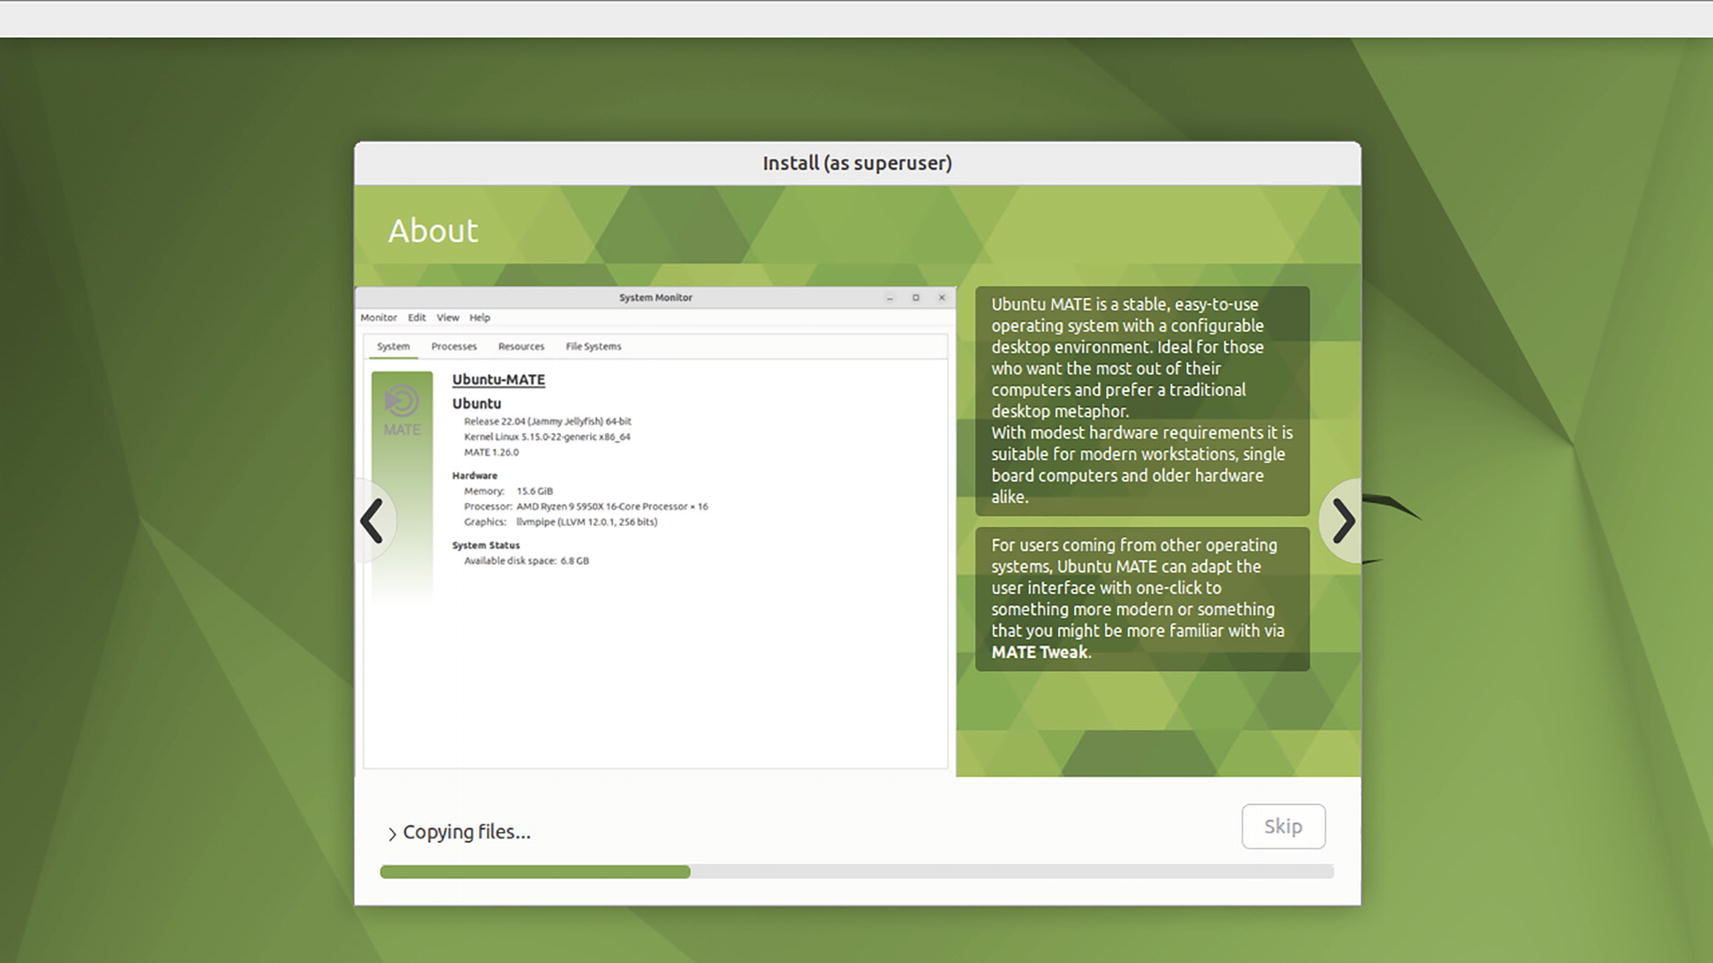 Install (as superuser)
About
System Monitor
Monitor Edit View Help
System Processes Resources File Systems
MATE
Ubuntu-MATE
Ubuntu
Release 22.04 (Jammy Jellyfish) 64-bit
Kernel Linux 5.15.0-22-generic x86_64
MATE 1.26.0
Hardware
Memory: 15.6 GiB
Processor: AMD Ryzen 9 5950X 16-Core Processor × 16
Graphics: llvmpipe (LLVM 12.0.1, 256 bits)
System Status
Available disk space: 6.8 GB
Ubuntu MATE is a stable, easy-to-use
operating system with a configurable
desktop environment. Ideal for those
who want the most out of their
computers and prefer a traditional
desktop metaphor.
With modest hardware requirements it is
suitable for modern workstations, single
board computers and older hardware
alike.
For users coming from other operating
systems, Ubuntu MATE can adapt the
user interface with one-click to
something more modern or something
that you might be more familiar with via
MATE Tweak.
Copying files...
Skip